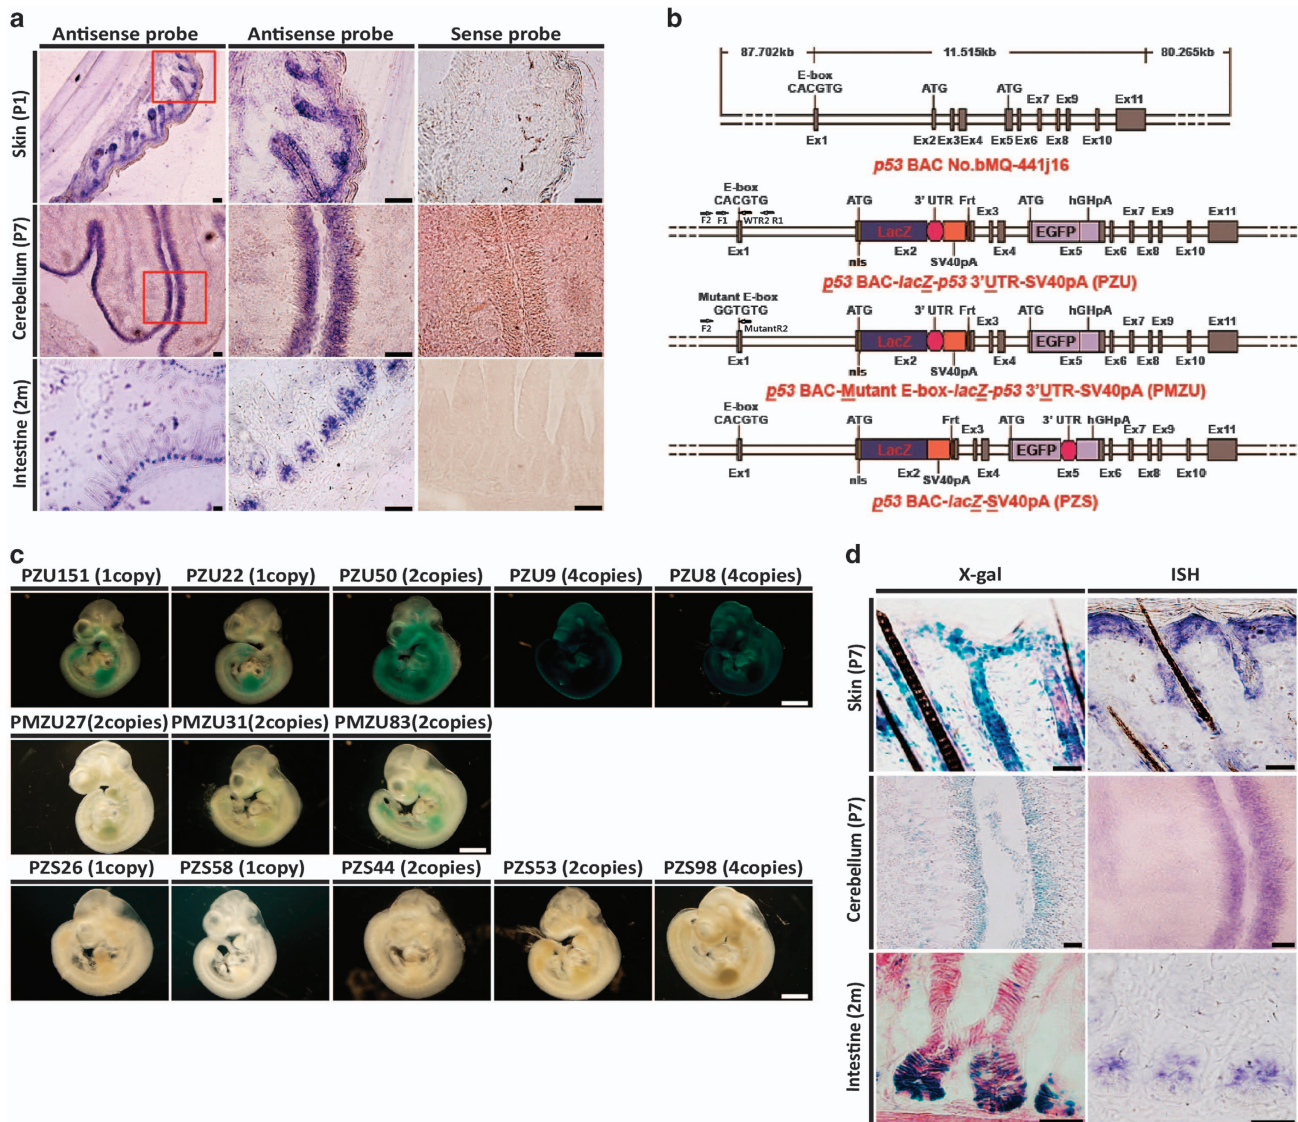 a
Antisense probe Antisense probe Sense probe
Skin (P1)
Cerebellum (P7)
Intestine (2m)
b
87.702kb 11.515kb 80.265kb
E-box
CACGTG ATG ATG Ex7 Ex9 Ex11
Ex1 Ex2 Ex3 Ex4 Ex5 Ex6 Ex8 Ex10
p53 BAC No.bMQ-441j16
E-box
CACGTG ATG 3' UTR Frt Ex3 ATG hGHpA Ex7 Ex9 Ex11
F2 F1 WTR2 R1
LacZ EGFP
Ex1 Ex2 Ex4 Ex5 Ex6 Ex8 Ex10
nls SV40pA
p53 BAC-lacZ-p53 3'UTR-SV40pA (PZU)
Mutant E-box
GGTGTG ATG 3' UTR Frt Ex3 ATG hGHpA Ex7 Ex9 Ex11
F2 MutantR2
LacZ EGFP
Ex1 Ex2 Ex4 Ex5 Ex6 Ex8 Ex10
nls SV40pA
p53 BAC-Mutant E-box-lacZ-p53 3'UTR-SV40pA (PMZU)
E-box
CACGTG ATG Frt Ex3 ATG 3' UTR hGHpA Ex7 Ex9 Ex11
LacZ EGFP
Ex1 Ex2 Ex4 Ex5 Ex6 Ex8 Ex10
nls SV40pA
p53 BAC-lacZ-SV40pA (PZS)
c
PZU151 (1copy) PZU22 (1copy) PZU50 (2copies) PZU9 (4copies) PZU8 (4copies)
PMZU27(2copies) PMZU31(2copies) PMZU83(2copies)
PZS26 (1copy) PZS58 (1copy) PZS44 (2copies) PZS53 (2copies) PZS98 (4copies)
d
X-gal ISH
Skin (P7)
Cerebellum (P7)
Intestine (2m)